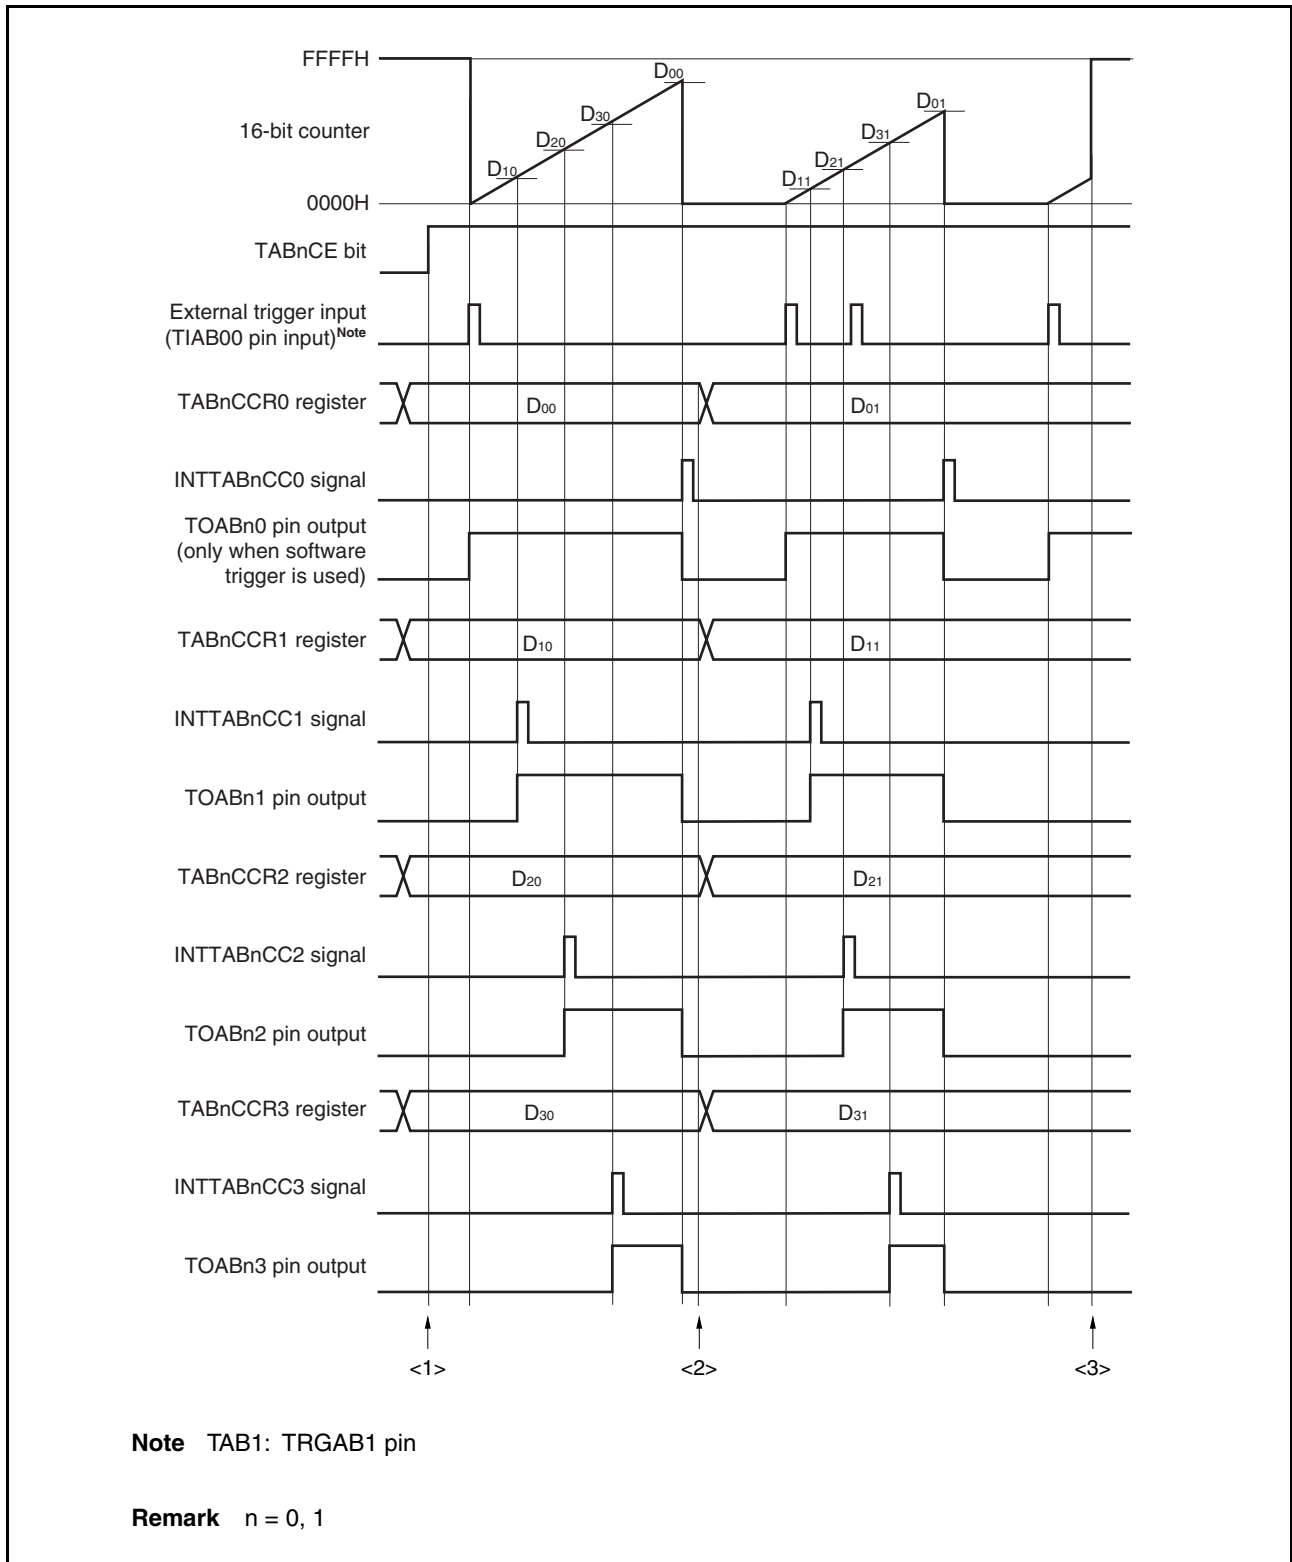 FFFFH
D00
D30
D01
16-bit counter
D20
D31
D10
D21
D11
0000H
TABnCE bit
External trigger input
(TIAB00 pin input)Note
TABnCCR0 register
D00
D01
INTTABnCC0 signal
TOABn0 pin output
(only when software
trigger is used)
TABnCCR1 register
D10
D11
INTTABnCC1 signal
TOABn1 pin output
TABnCCR2 register
D20
D21
INTTABnCC2 signal
TOABn2 pin output
TABnCCR3 register
D30
D31
INTTABnCC3 signal
TOABn3 pin output
<1>
<2>
<3>
Note TAB1: TRGAB1 pin
Remark n = 0, 1